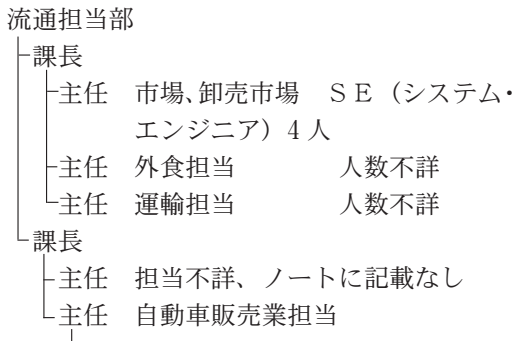 流通担当部
課長
主任 市場、卸売市場 ＳＥ（システム・
エンジニア）４人
主任 外食担当 人数不詳
主任 運輸担当 人数不詳
課長
主任 担当不詳、ノートに記載なし
主任 自動車販売業担当